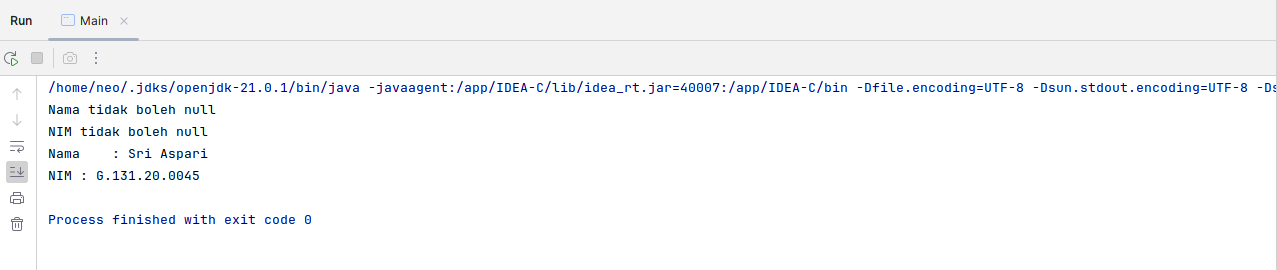 Run Main
/home/neo/.jdks/openjdk-21.0.1/bin/java -javaagent:/app/IDEA-C/lib/idea_rt.jar=40007:/app/IDEA-C/bin -Dfile.encoding=UTF-8 -Dsun.stdout.encoding=UTF-8 -Ds
Nama tidak boleh null
NIM tidak boleh null
Nama    : Sri Aspari
NIM : G.131.20.0045
Process finished with exit code 0